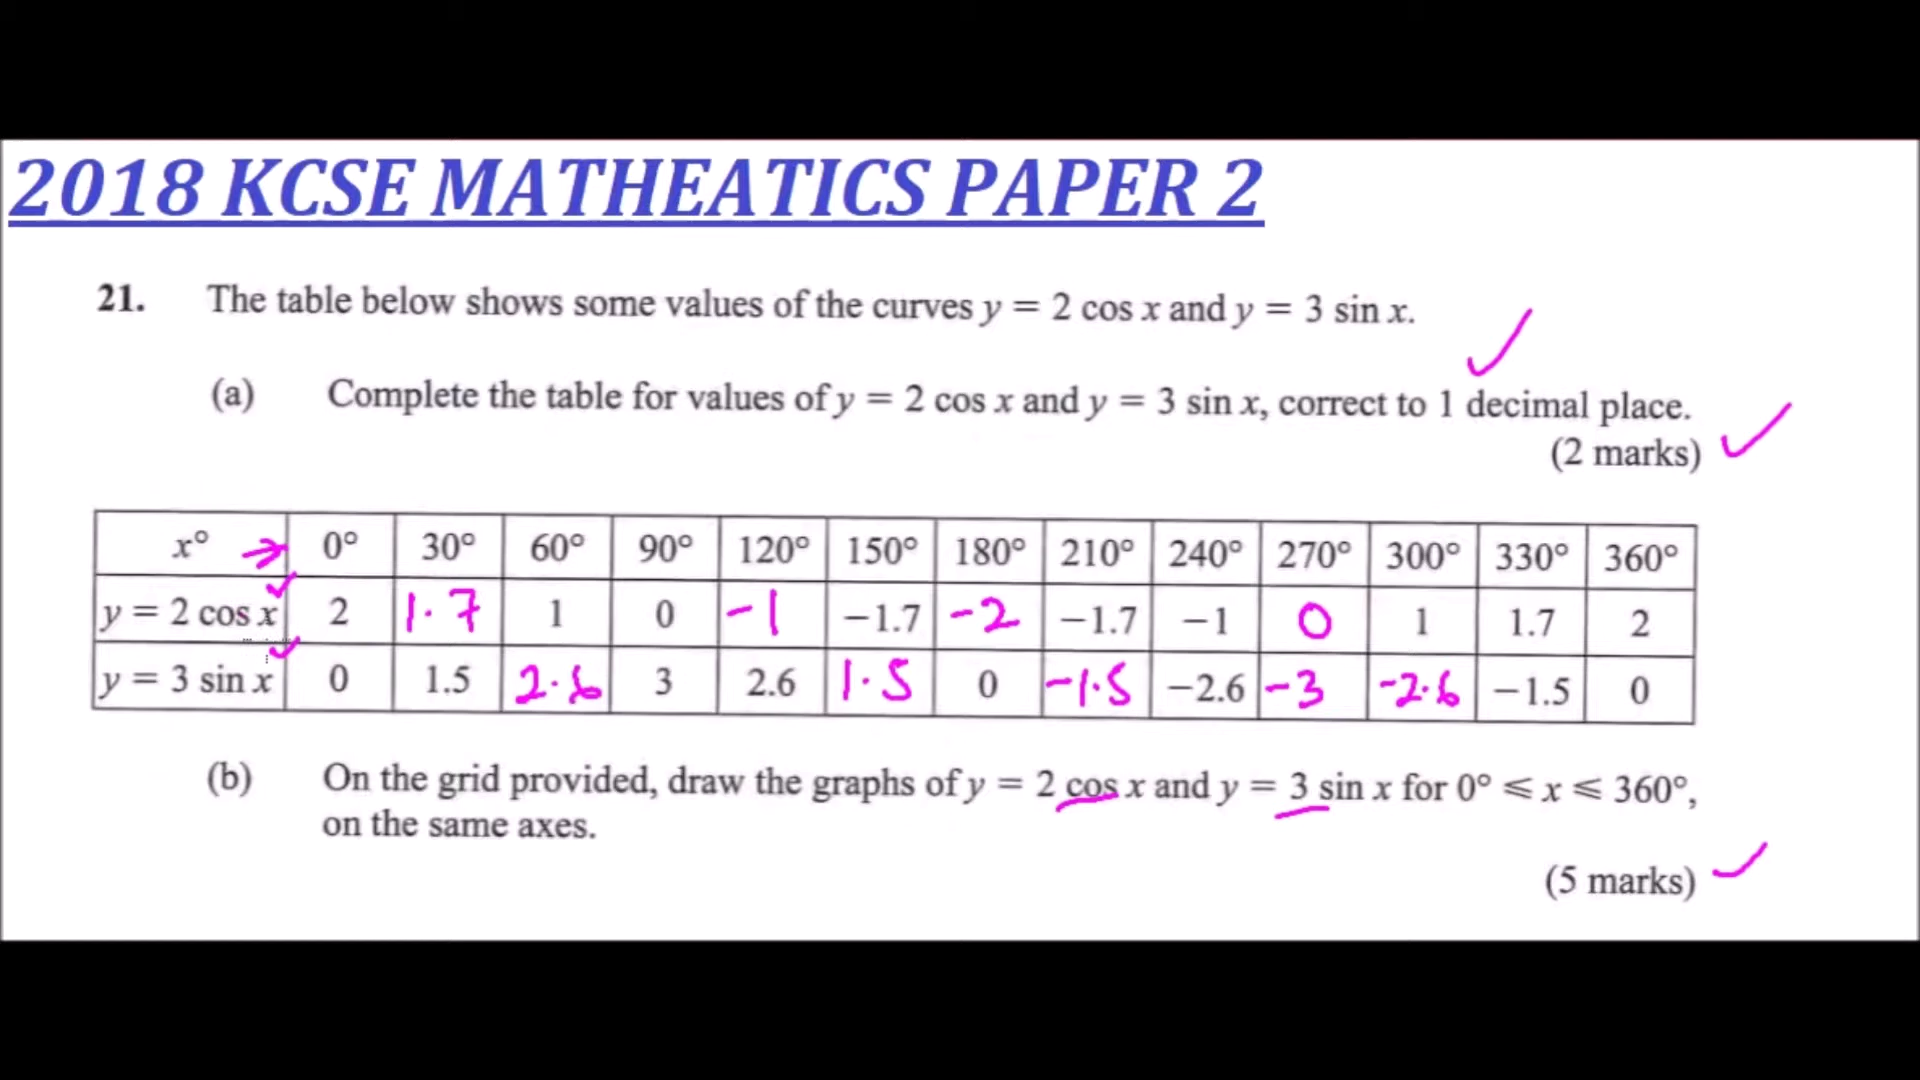 2018 KCSE MATHEATICS PAPER 2
21. The table below shows some values of the curves y = 2 cos x and y = 3 sin x.
(a) Complete the table for values of y = 2 cos x and y = 3 sin x, correct to 1 decimal place.
(2 marks)
x° 0° 30° 60° 90° 120° 150° 180° 210° 240° 270° 300° 330° 360°
y = 2 cos x 2 1.7 1 0 -1 −1.7 -2 −1.7 −1 0 1 1.7 2
y = 3 sin x 0 1.5 2.6 3 2.6 1.5 0 -1.5 −2.6 -3 -2.6 −1.5 0
(b) On the grid provided, draw the graphs of y = 2 cos x and y = 3 sin x for 0° ⩽ x ⩽ 360°,
on the same axes.
(5 marks)